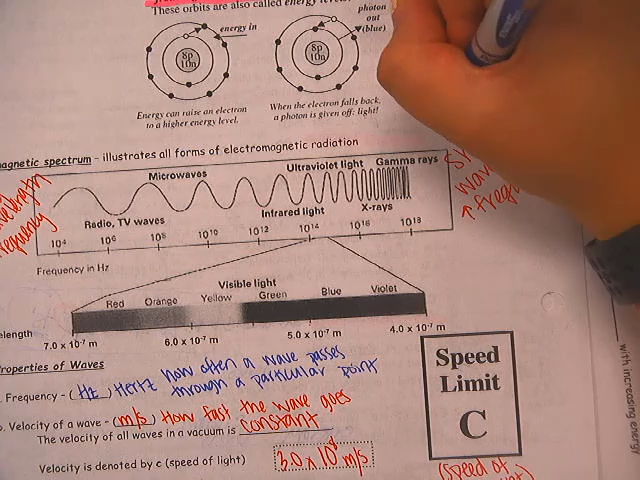 These orbits are also called energy
photon
out
(blue)
energy in
8p
10n
8p
10n
Energy can raise an electron
to a higher energy level.
When the electron falls back,
a photon is given off: light!
magnetic spectrum - illustrates all forms of electromagnetic radiation
Microwaves
Ultraviolet light
Gamma rays
Radio, TV waves
Infrared light
X-rays
10⁴ 10⁶ 10⁸ 10¹⁰ 10¹² 10¹⁴ 10¹⁶ 10¹⁸
Frequency in Hz
Visible light
Red Orange Yellow Green Blue Violet
7.0 x 10⁻⁷ m 6.0 x 10⁻⁷ m 5.0 x 10⁻⁷ m 4.0 x 10⁻⁷ m
Properties of Waves
Frequency - (Hz) Hertz how often a wave passes
through a particular point
Velocity of a wave - (m/s) How fast the wave goes
The velocity of all waves in a vacuum is constant
Velocity is denoted by c (speed of light) 3.0 x 10⁸ m/s
Speed
Limit
C
(speed of
with increasing energy